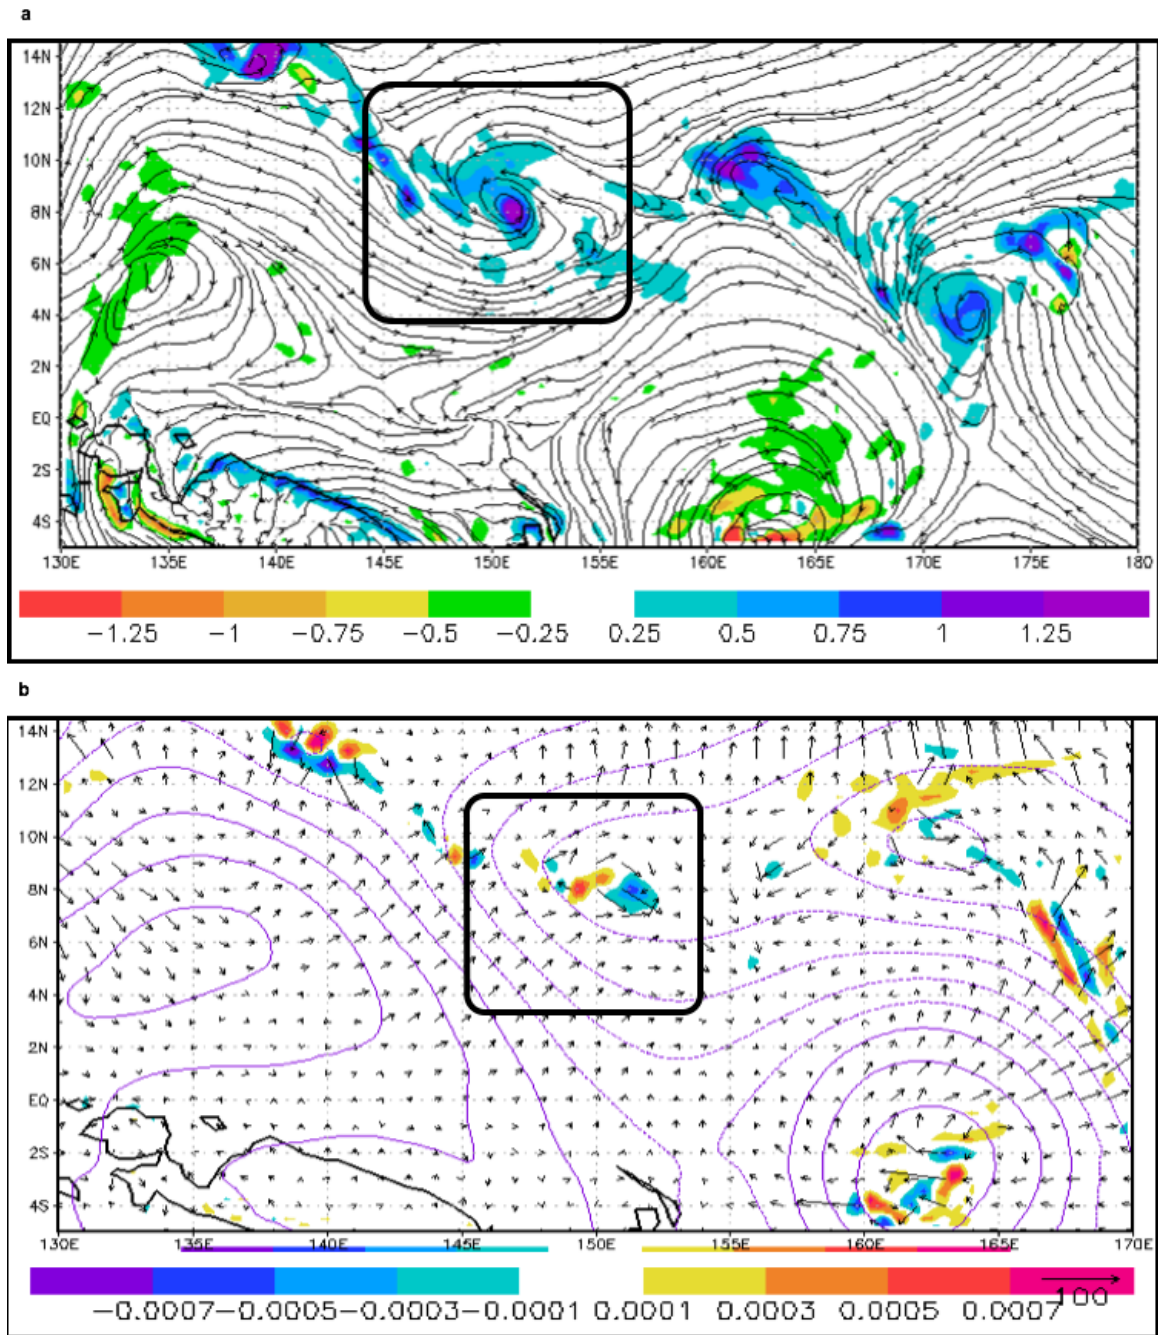 a
14N
12N
10N
8N
6N
4N
2N
EQ
2S
4S
130E 135E 140E 145E 150E 155E 160E 165E 170E 175E 180
−1.25 −1 −0.75 −0.5 −0.25 0.25 0.5 0.75 1 1.25
b
14N
12N
10N
8N
6N
4N
2N
EQ
2S
4S
130E 135E 140E 145E 150E 155E 160E 165E 170E
−0.0007 −0.0005 −0.0003 −0.0001 0.0001 0.0003 0.0005 0.0007 100